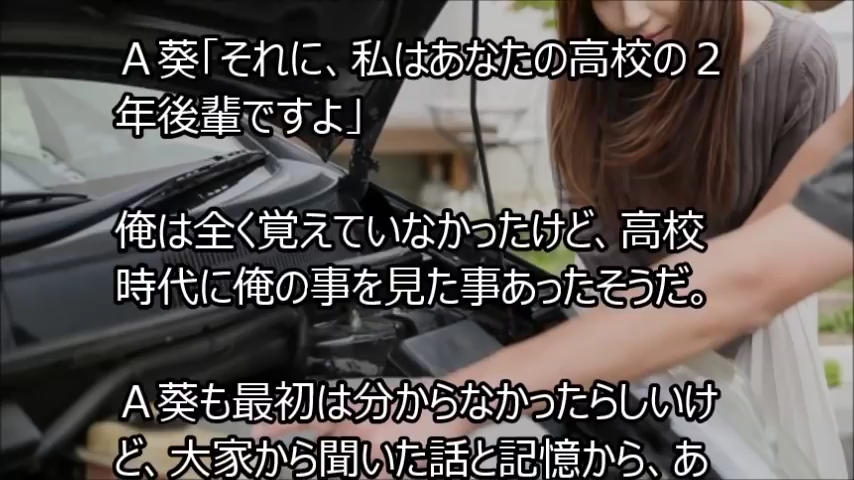 A葵「それに、私はあなたの高校の2
年後輩ですよ」
俺は全く覚えていなかったけど、高校
時代に俺の事を見た事あったそうだ。
A葵も最初は分からなかったらしいけ
ど、大家から聞いた話と記憶から、あ